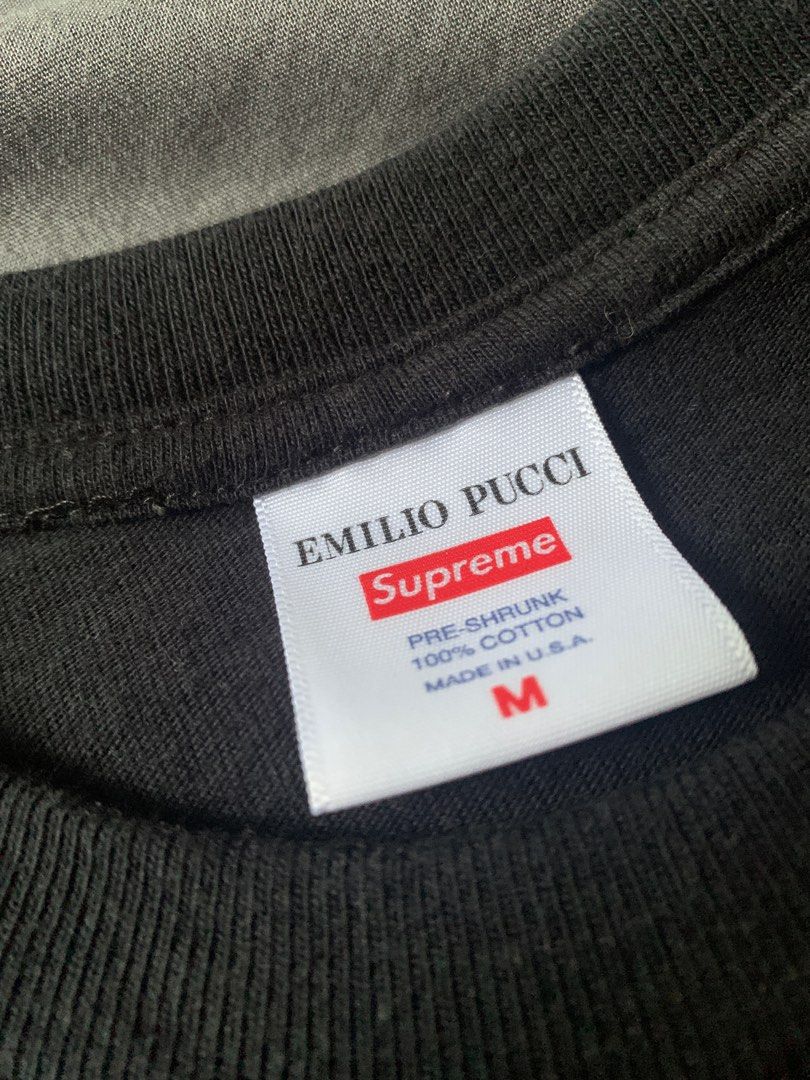 EMILIO PUCCI
Supreme
PRE-SHRUNK
100% COTTON
MADE IN U.S.A.
M